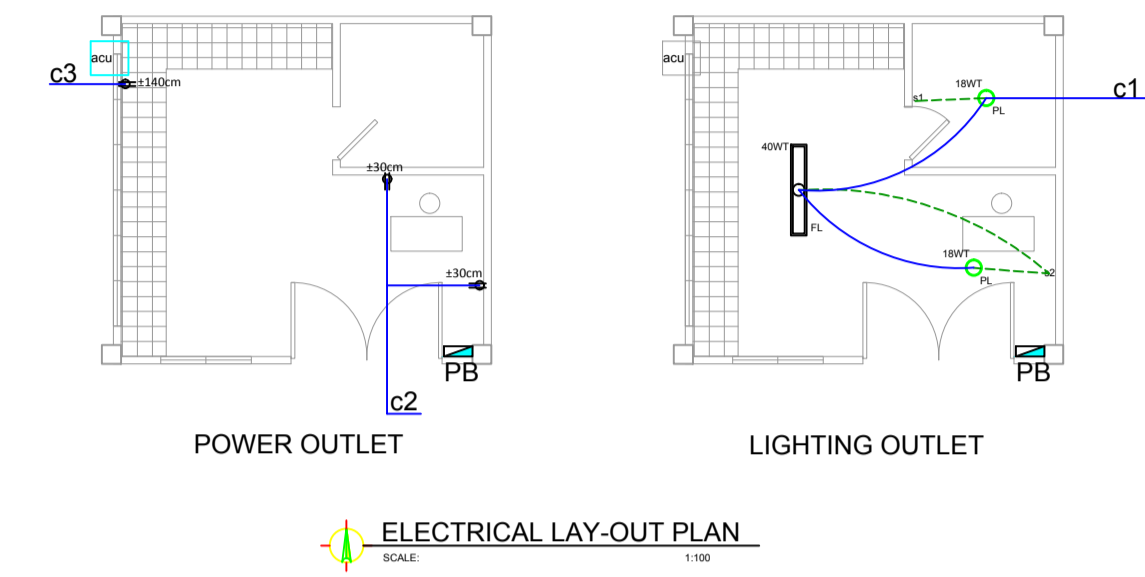 acu
c3
±140cm
±30cm
±30cm
PB
c2
POWER OUTLET
acu
18WT
c1
s1
PL
40WT
FL
18WT
s2
PL
PB
LIGHTING OUTLET
ELECTRICAL LAY-OUT PLAN
SCALE: 1:100